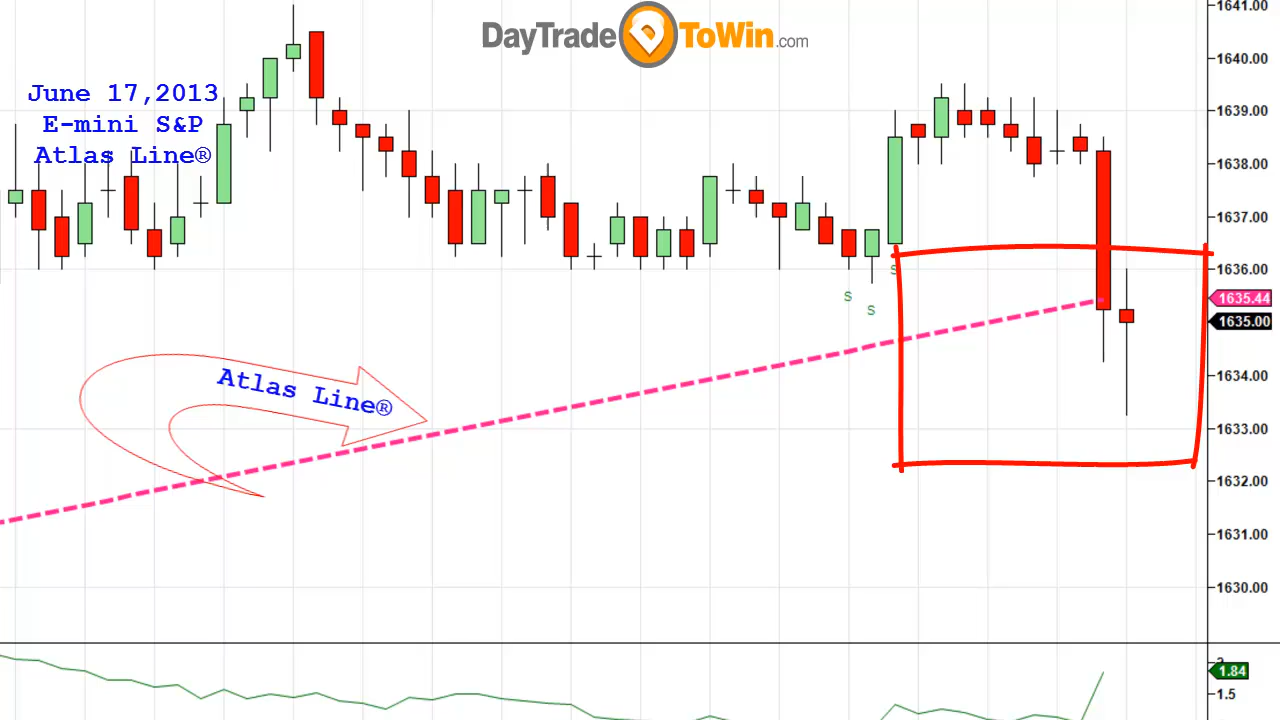 DayTradeToWin.com
June 17,2013
E-mini S&P
Atlas Line®
Atlas Line®
s
s
s
1641.00
1640.00
1639.00
1638.00
1637.00
1636.00
1635.44
1635.00
1634.00
1633.00
1632.00
1631.00
1630.00
2
1.84
1.5